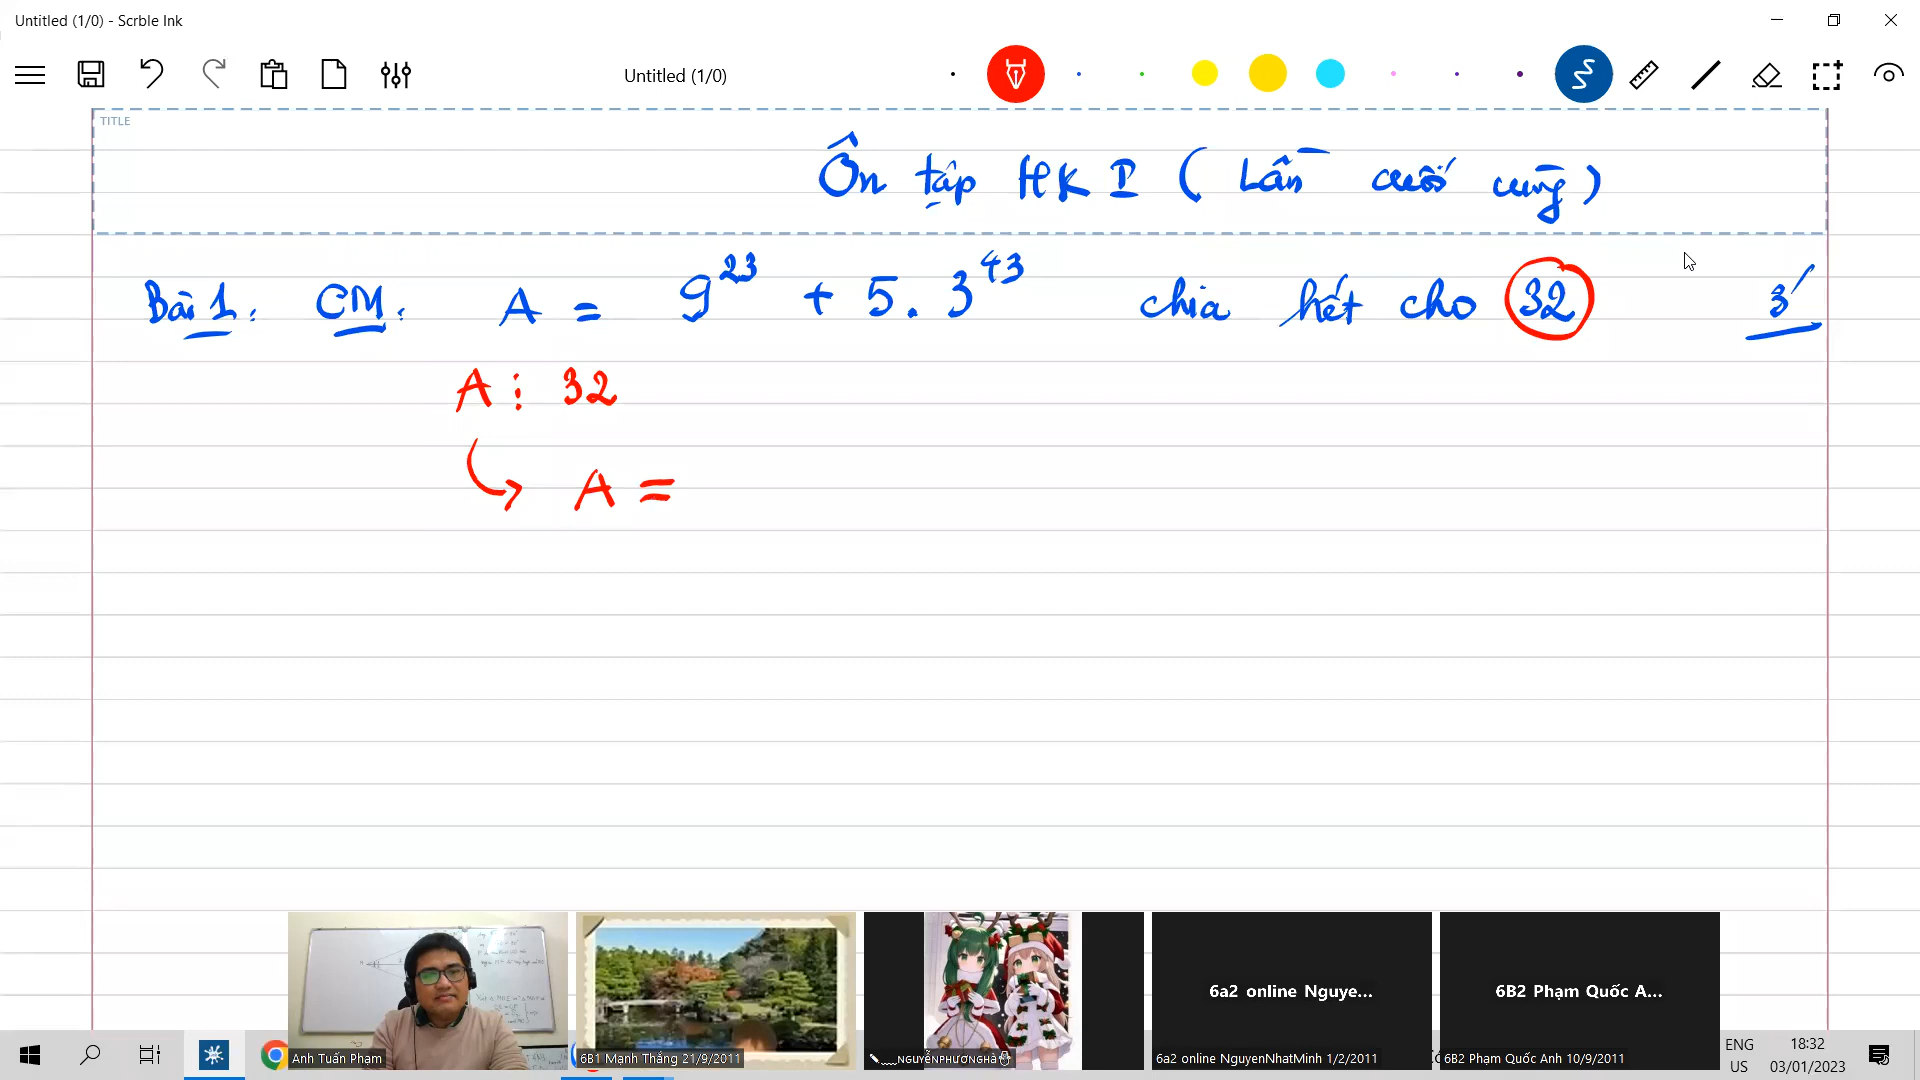 Untitled (1/0) - Scrble Ink
Untitled (1/0)
TITLE
Ôn tập HK I ( Lần cuối cùng )
Bài 1: CM: A = 9^23 + 5 . 3^43 chia hết cho 32 3'
A ⋮ 32
A =
6a2 online Nguye...
6B2 Phạm Quốc A...
Anh Tuấn Phạm
6B1 Mạnh Thắng 21/9/2011
NGUYỄNPHƯƠNGHÀ
6a2 online NguyenNhatMinh 1/2/2011
6B2 Phạm Quốc Anh 10/9/2011
ENG
US
18:32
03/01/2023